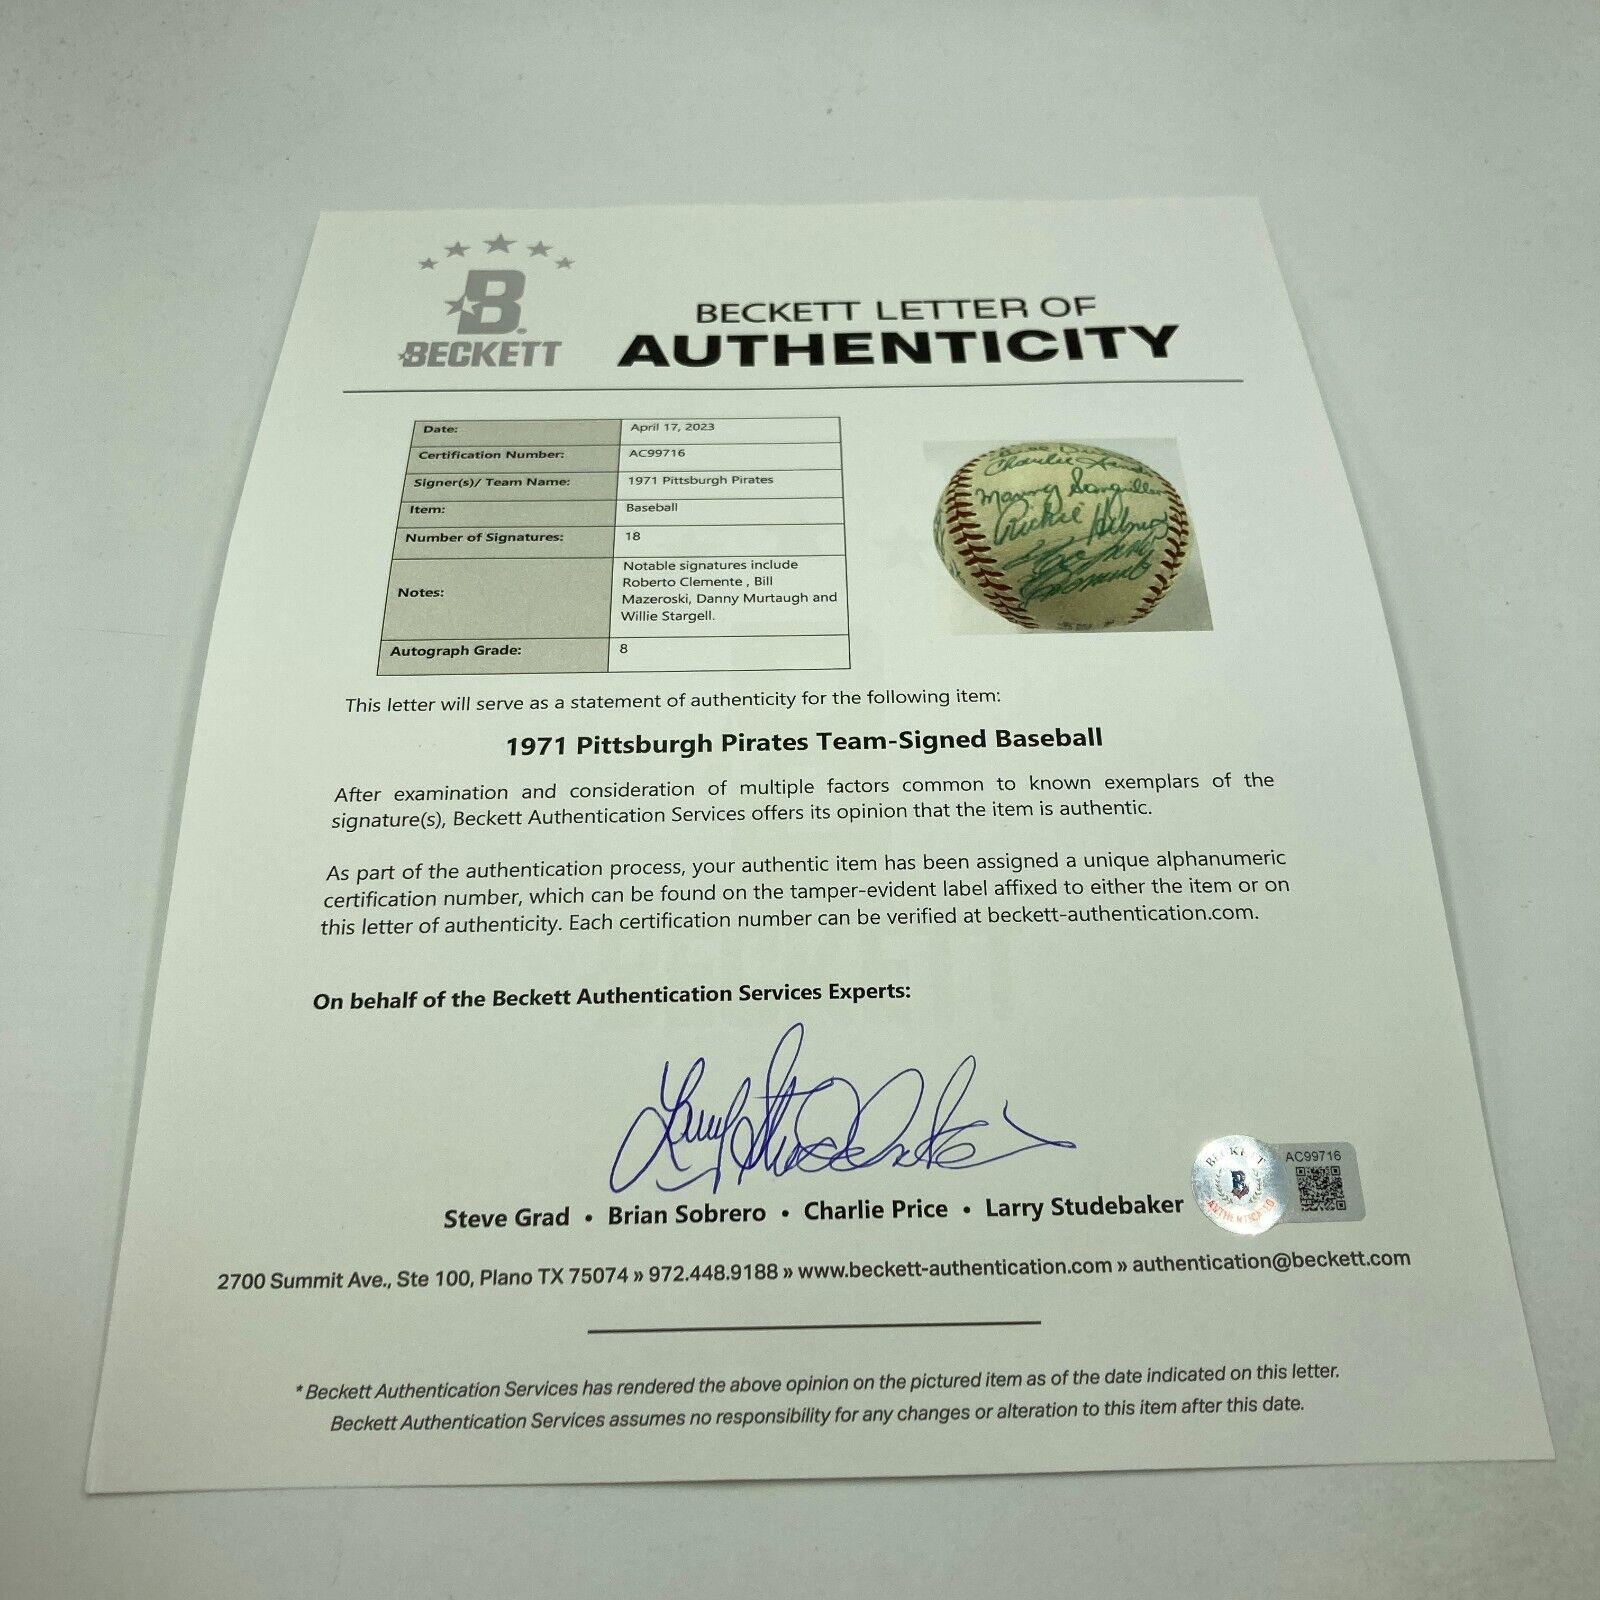 BECKETT
BECKETT LETTER OF
AUTHENTICITY
Date: April 17, 2023
Certification Number: AC99716
Signer(s)/ Team Name: 1971 Pittsburgh Pirates
Item: Baseball
Number of Signatures: 18
Notes: Notable signatures include
Roberto Clemente , Bill
Mazeroski, Danny Murtaugh and
Willie Stargell.
Autograph Grade: 8
Manny Sanguillen
Richie Hebner
Roberto
Clemente
This letter will serve as a statement of authenticity for the following item:
1971 Pittsburgh Pirates Team-Signed Baseball
After examination and consideration of multiple factors common to known exemplars of the
signature(s), Beckett Authentication Services offers its opinion that the item is authentic.
As part of the authentication process, your authentic item has been assigned a unique alphanumeric
certification number, which can be found on the tamper-evident label affixed to either the item or on
this letter of authenticity. Each certification number can be verified at beckett-authentication.com.
On behalf of the Beckett Authentication Services Experts:
Steve Grad • Brian Sobrero • Charlie Price • Larry Studebaker
BECKETT
B
AUTHENTICATED
AC99716
2700 Summit Ave., Ste 100, Plano TX 75074 » 972.448.9188 » www.beckett-authentication.com » authentication@beckett.com
* Beckett Authentication Services has rendered the above opinion on the pictured item as of the date indicated on this letter.
Beckett Authentication Services assumes no responsibility for any changes or alteration to this item after this date.